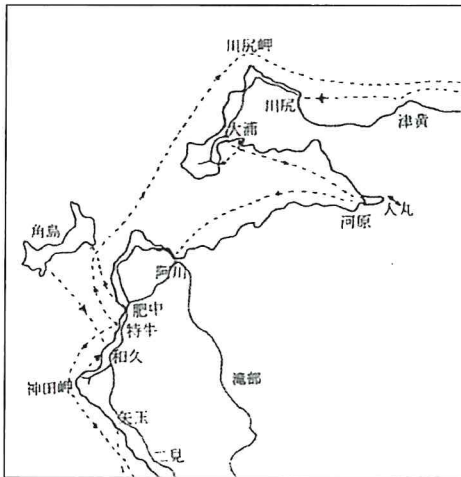 川尻岬
川尻
津黄
大浦
人丸
河原
角島
阿川
肥中
特牛
和久
神田岬
滝部
矢玉
二見